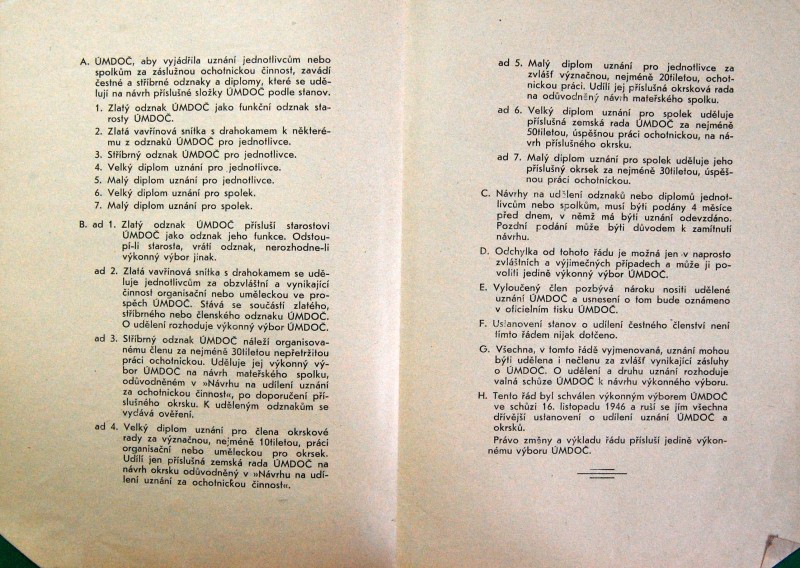 A. ÚMDOČ, aby vyjádřila uznání jednotlivcům nebo
spolkům za záslužnou ochotnickou činnost, zavádí
čestné a stříbrné odznaky a diplomy, které se udě-
lují na návrh příslušné složky ÚMDOČ podle stanov.
1. Zlatý odznak ÚMDOČ jako funkční odznak sta-
rosty ÚMDOČ.
2. Zlatá vavřínová snítka s drahokamem k některé-
mu z odznaků ÚMDOČ pro jednotlivce.
3. Stříbrný odznak ÚMDOČ pro jednotlivce.
4. Velký diplom uznání pro jednotlivce.
5. Malý diplom uznání pro jednotlivce.
6. Velký diplom uznání pro spolek.
7. Malý diplom uznání pro spolek.
B. ad 1. Zlatý odznak ÚMDOČ přísluší starostovi
ÚMDOČ jako odznak jeho funkce. Odstou-
pí-li starosta, vrátí odznak, nerozhodne-li
výkonný výbor jinak.
ad 2. Zlatá vavřínová snítka s drahokamem se udě-
luje jednotlivcům za obzvláštní a vynikající
činnost organisační nebo uměleckou ve pro-
spěch ÚMDOČ. Stává se součástí zlatého,
stříbrného nebo členského odznaku ÚMDOČ.
O udělení rozhoduje výkonný výbor ÚMDOČ.
ad 3. Stříbrný odznak ÚMDOČ náleží organisova-
nému členu za nejméně 30tiletou nepřetržitou
práci ochotnickou. Uděluje jej výkonný vý-
bor ÚMDOČ na návrh mateřského spolku,
odůvodněném v »Návrhu na udílení uznání
za ochotnickou činnost«, po doporučení pří-
slušného okrsku. K uděleným odznakům se
vydává ověření.
ad 4. Velký diplom uznání pro člena okrskové
rady za význačnou, nejméně 10tiletou, práci
organisační nebo uměleckou pro okrsek.
Udílí jen příslušná zemská rada ÚMDOČ na
návrh okrsku odůvodněný v »Návrhu na udí-
lení uznání za ochotnickou činnost«.
ad 5. Malý diplom uznání pro jednotlivce za
zvlášť význačnou, nejméně 20tiletou, ochot-
nickou práci. Udílí jej příslušná okrsková rada
na odůvodněný návrh mateřského spolku.
ad 6. Velký diplom uznání pro spolek uděluje
příslušná zemská rada ÚMDOČ za nejméně
50tiletou, úspěšnou práci ochotnickou, na ná-
vrh příslušného okrsku.
ad 7. Malý diplom uznání pro spolek uděluje jeho
příslušný okrsek za nejméně 30tiletou, úspěš-
nou práci ochotnickou.
C. Návrhy na udělení odznaků nebo diplomů jednot-
livcům nebo spolkům, musí býti podány 4 měsíce
před dnem, v němž má býti uznání odevzdáno.
Pozdní podání může býti důvodem k zamítnutí
návrhu.
D. Odchylka od tohoto řádu je možná jen v naprosto
zvláštních a výjimečných případech a může ji po-
voliti jedině výkonný výbor ÚMDOČ.
E. Vyloučený člen pozbývá nároku nositi udělené
uznání ÚMDOČ a usnesení o tom bude oznámeno
v oficielním tisku ÚMDOČ.
F. Ustanovení stanov o udílení čestného členství není
tímto řádem nijak dotčeno.
G. Všechna, v tomto řádě vyjmenovaná, uznání mohou
býti udělena i nečlenu za zvlášť vynikající zásluhy
o ÚMDOČ. O udělení a druhu uznání rozhoduje
valná schůze ÚMDOČ k návrhu výkonného výboru.
H. Tento řád byl schválen výkonným výborem ÚMDOČ
ve schůzi 16. listopadu 1946 a ruší se jím všechna
dřívější ustanovení o udílení uznání ÚMDOČ a
okrsků.
Právo změny a výkladu řádu přísluší jedině výkon-
nému výboru ÚMDOČ.